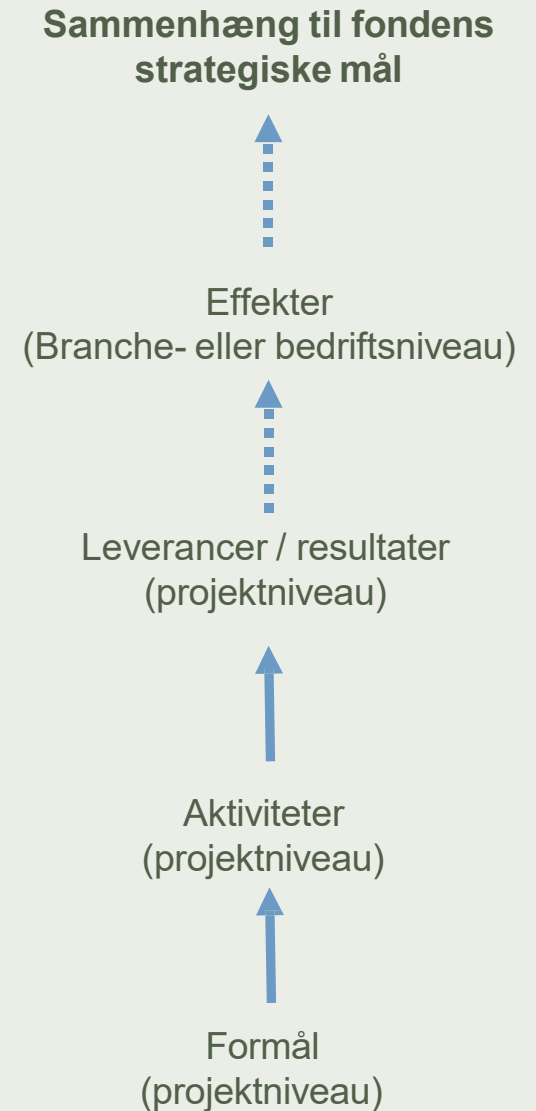 Sammenhæng til fondens
strategiske mål
Effekter
(Branche- eller bedriftsniveau)
Leverancer / resultater
(projektniveau)
Aktiviteter
(projektniveau)
Formål
(projektniveau)